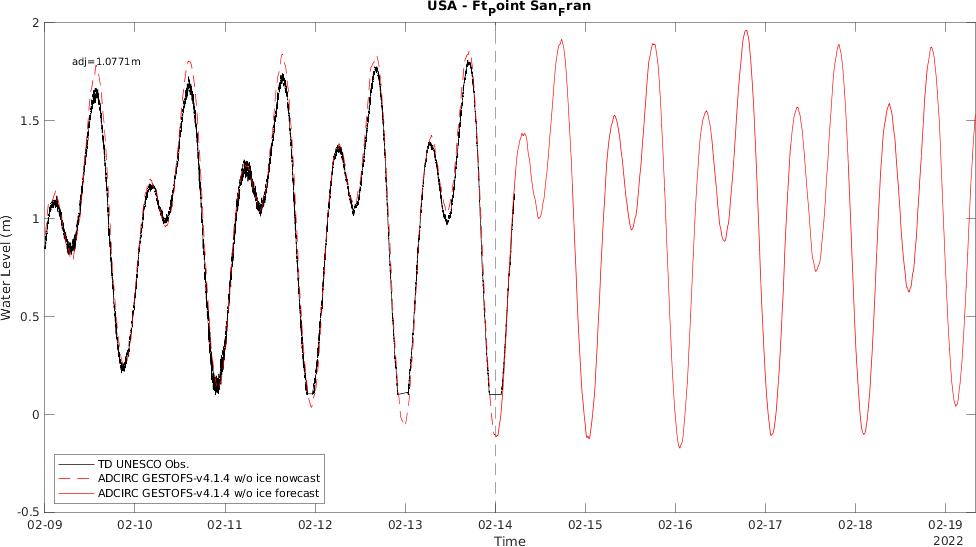 USA - FtPoint SanFran
2
adj=1.0771m
1.5
1
Water Level (m)
0.5
0
TD UNESCO Obs.
ADCIRC GESTOFS-v4.1.4 w/o ice nowcast
ADCIRC GESTOFS-v4.1.4 w/o ice forecast
-0.5
02-09 02-10 02-11 02-12 02-13 02-14 02-15 02-16 02-17 02-18 02-19
Time 2022